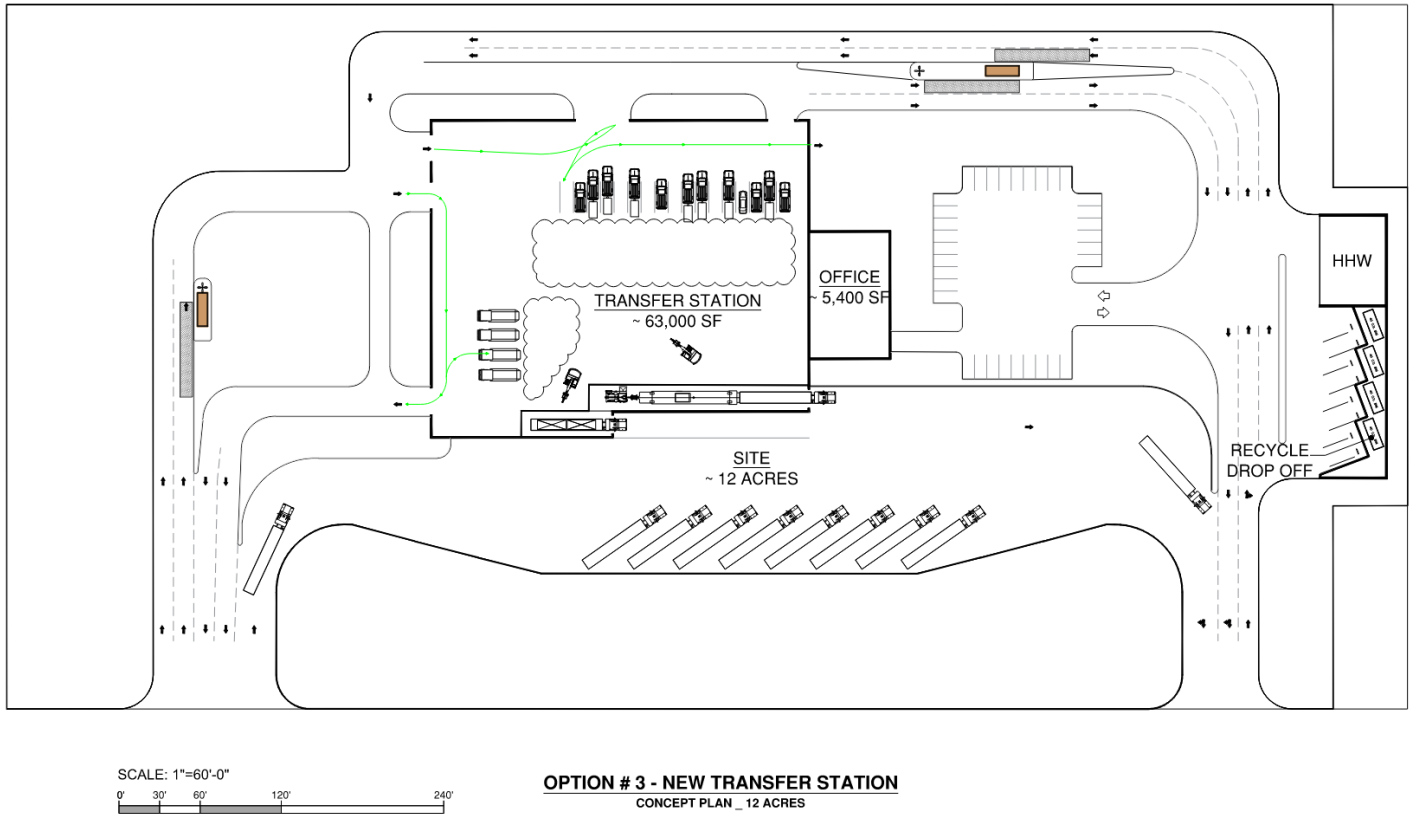 HHW
OFFICE
~ 5,400 SF
TRANSFER STATION
~ 63,000 SF
RECYCLE
DROP OFF
SITE
~ 12 ACRES
SCALE: 1"=60'-0"
0' 30' 60' 120' 240'
OPTION # 3 - NEW TRANSFER STATION
CONCEPT PLAN _ 12 ACRES